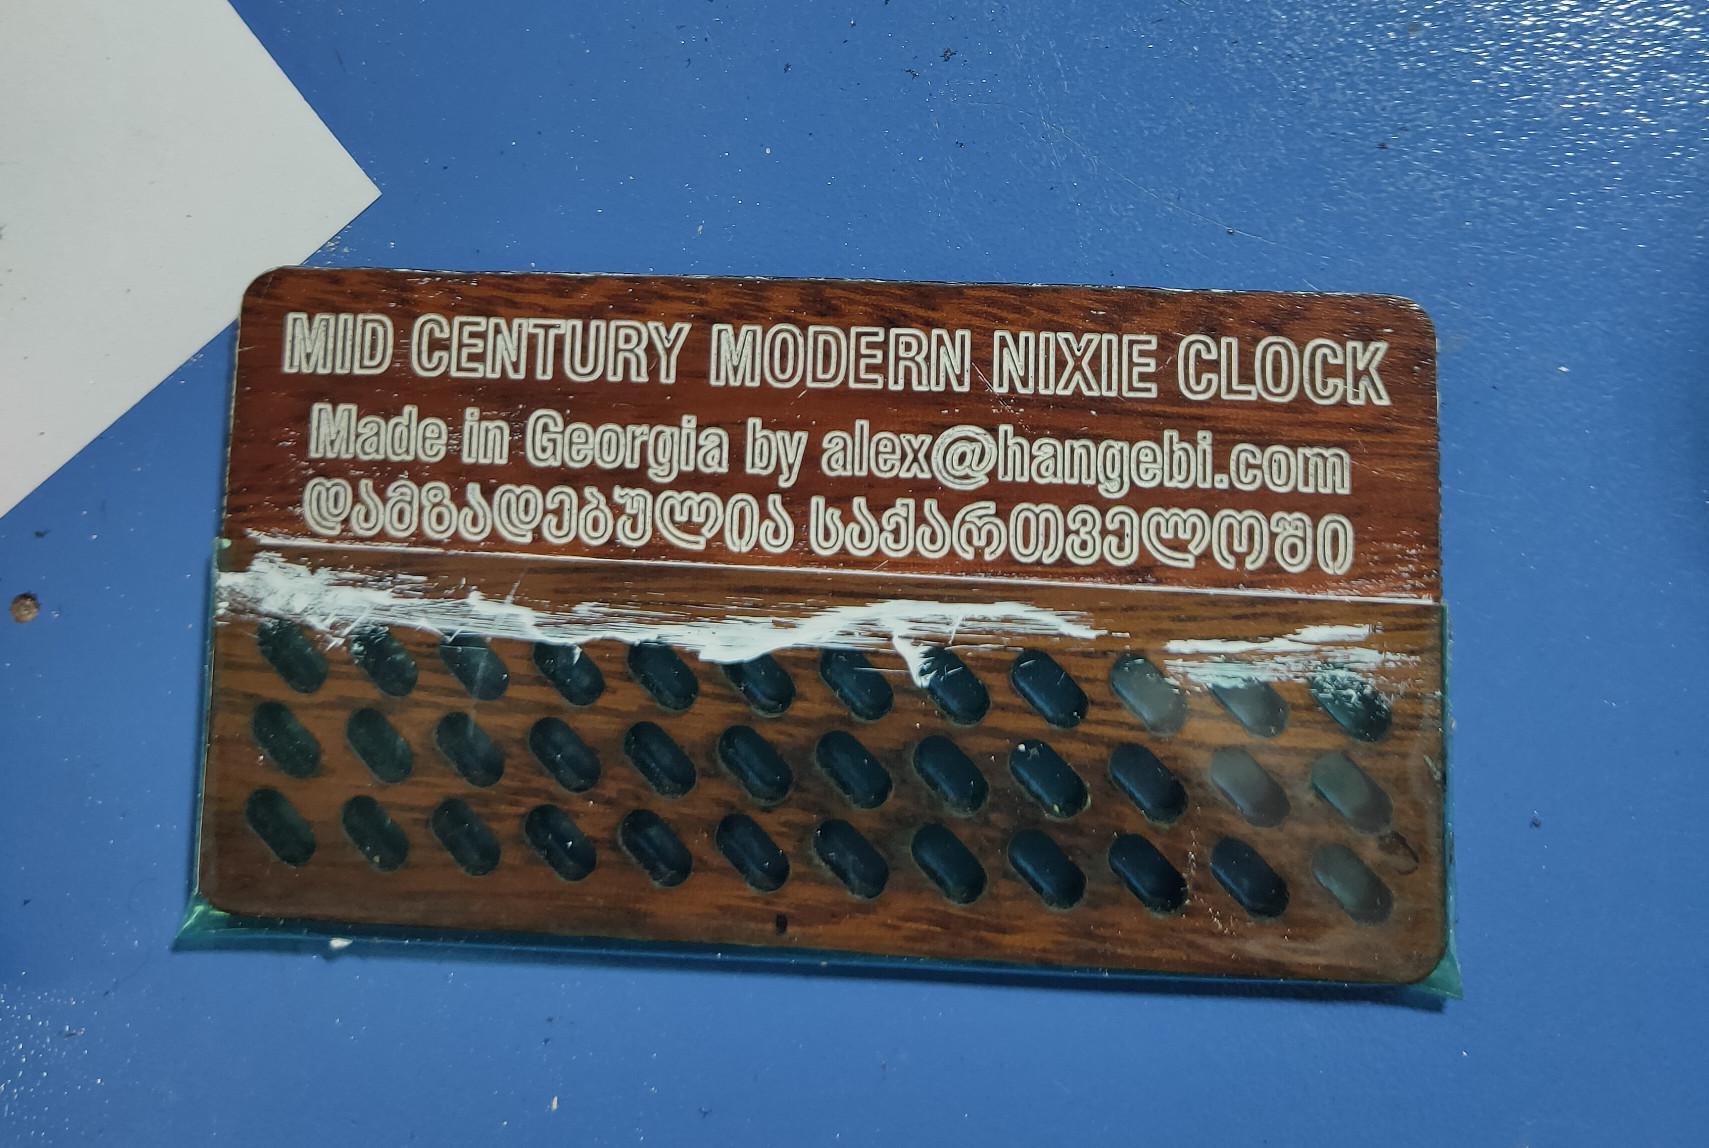 MID CENTURY MODERN NIXIE CLOCK
Made in Georgia by alex@hangebi.com
დამზადებულია საქართველოში